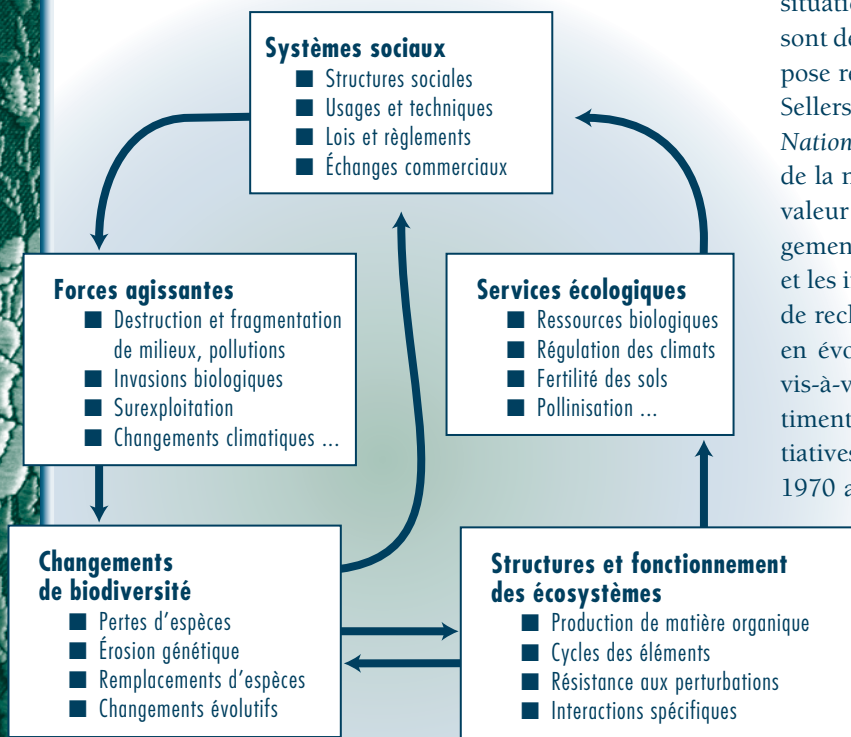 Systèmes sociaux
■ Structures sociales
■ Usages et techniques
■ Lois et règlements
■ Échanges commerciaux
Forces agissantes
■ Destruction et fragmentation
de milieux, pollutions
■ Invasions biologiques
■ Surexploitation
■ Changements climatiques ...
Services écologiques
■ Ressources biologiques
■ Régulation des climats
■ Fertilité des sols
■ Pollinisation ...
Changements
de biodiversité
■ Pertes d'espèces
■ Érosion génétique
■ Remplacements d'espèces
■ Changements évolutifs
Structures et fonctionnement
des écosystèmes
■ Production de matière organique
■ Cycles des éléments
■ Résistance aux perturbations
■ Interactions spécifiques
situation
sont de
pose r
Sellers
Nation
de la
valeur
gemen
et les i
de rec
en évo
vis-à-v
timent
tiatives
1970 a